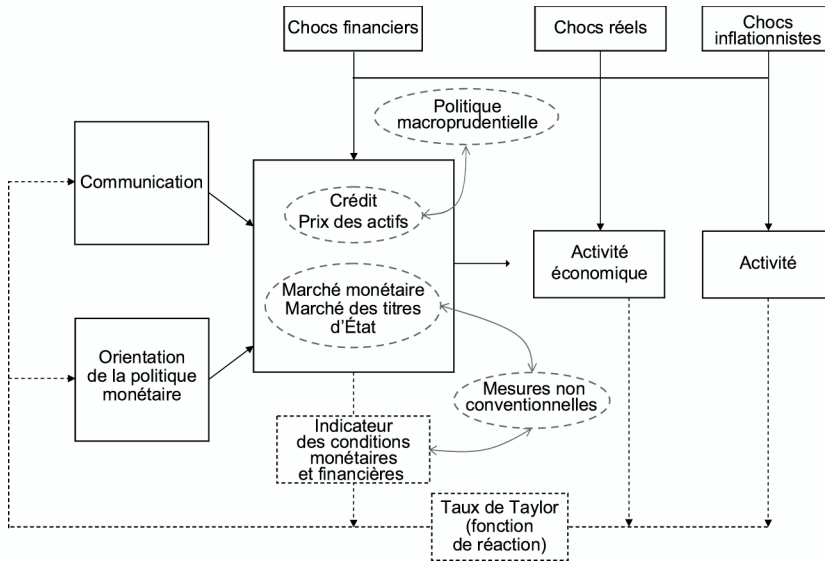 Chocs financiers
Chocs réels
Chocs
inflationnistes
Politique
macroprudentielle
Communication
Crédit
Prix des actifs
Marché monétaire
Marché des titres
d'État
Activité
économique
Activité
Orientation
de la politique
monétaire
Mesures non
conventionnelles
Indicateur
des conditions
monétaires
et financières
Taux de Taylor
(fonction
de réaction)